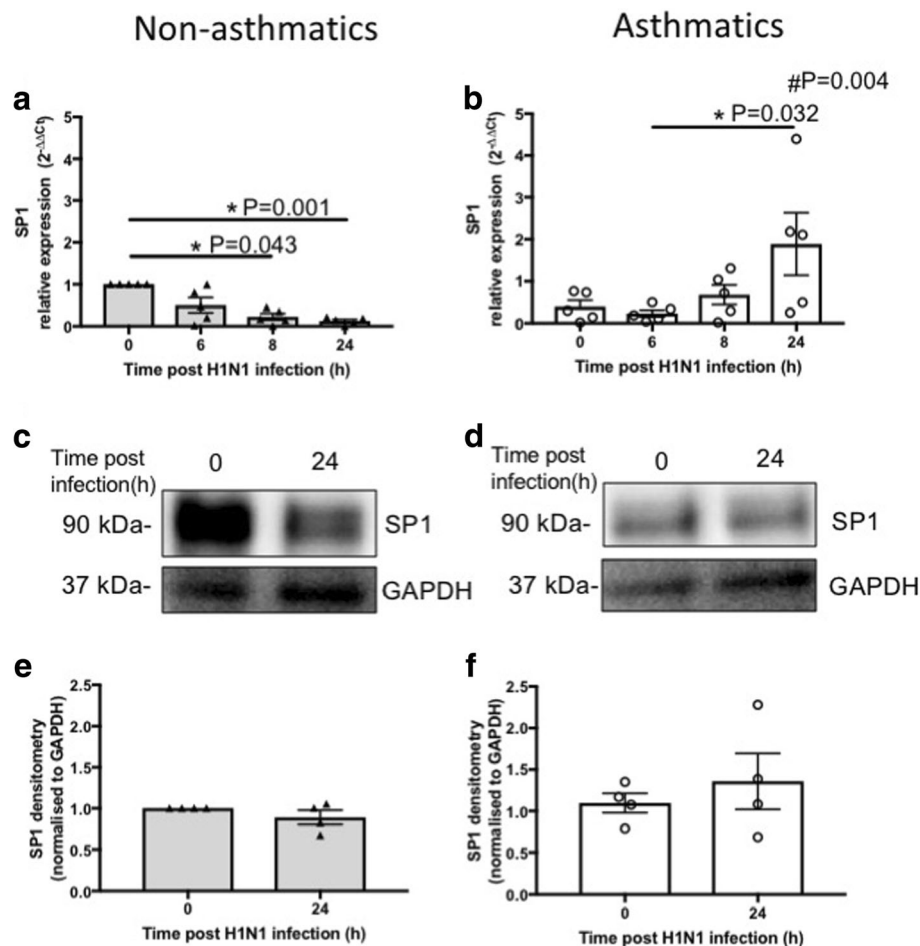 Non-asthmatics
Asthmatics
a
5
4
3
2
1
0
SP1
relative expression (2-ΔΔCt)
* P=0.001
* P=0.043
0 6 8 24
Time post H1N1 infection (h)
b
#P=0.004
* P=0.032
5
4
3
2
1
0
SP1
relative expression (2-ΔΔCt)
0 6 8 24
Time post H1N1 infection (h)
c
Time post
infection(h)
0 24
90 kDa- SP1
37 kDa- GAPDH
d
Time post
infection(h)
0 24
90 kDa- SP1
37 kDa- GAPDH
e
2.5
2.0
1.5
1.0
0.5
0.0
SP1 densitometry
(normalised to GAPDH)
0 24
Time post H1N1 infection (h)
f
2.5
2.0
1.5
1.0
0.5
0.0
SP1 densitometry
(normalised to GAPDH)
0 24
Time post H1N1 infection (h)